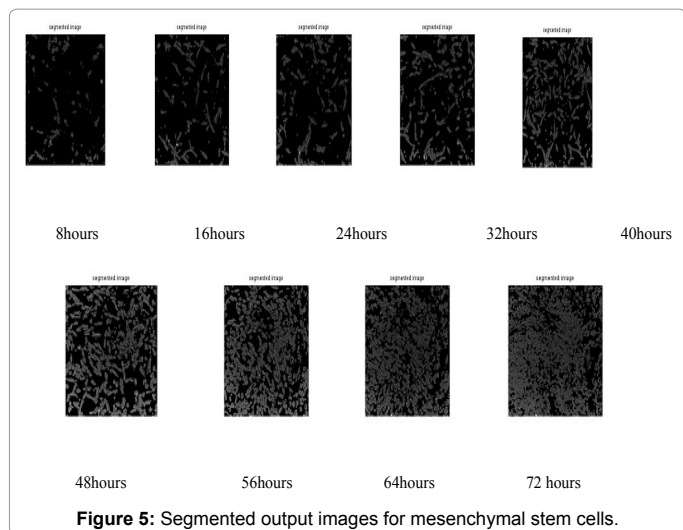 segmented image segmented image segmented image segmented image segmented image
8hours 16hours 24hours 32hours 40hours
segmented image segmented image segmented image segmented image
48hours 56hours 64hours 72 hours
Figure 5: Segmented output images for mesenchymal stem cells.